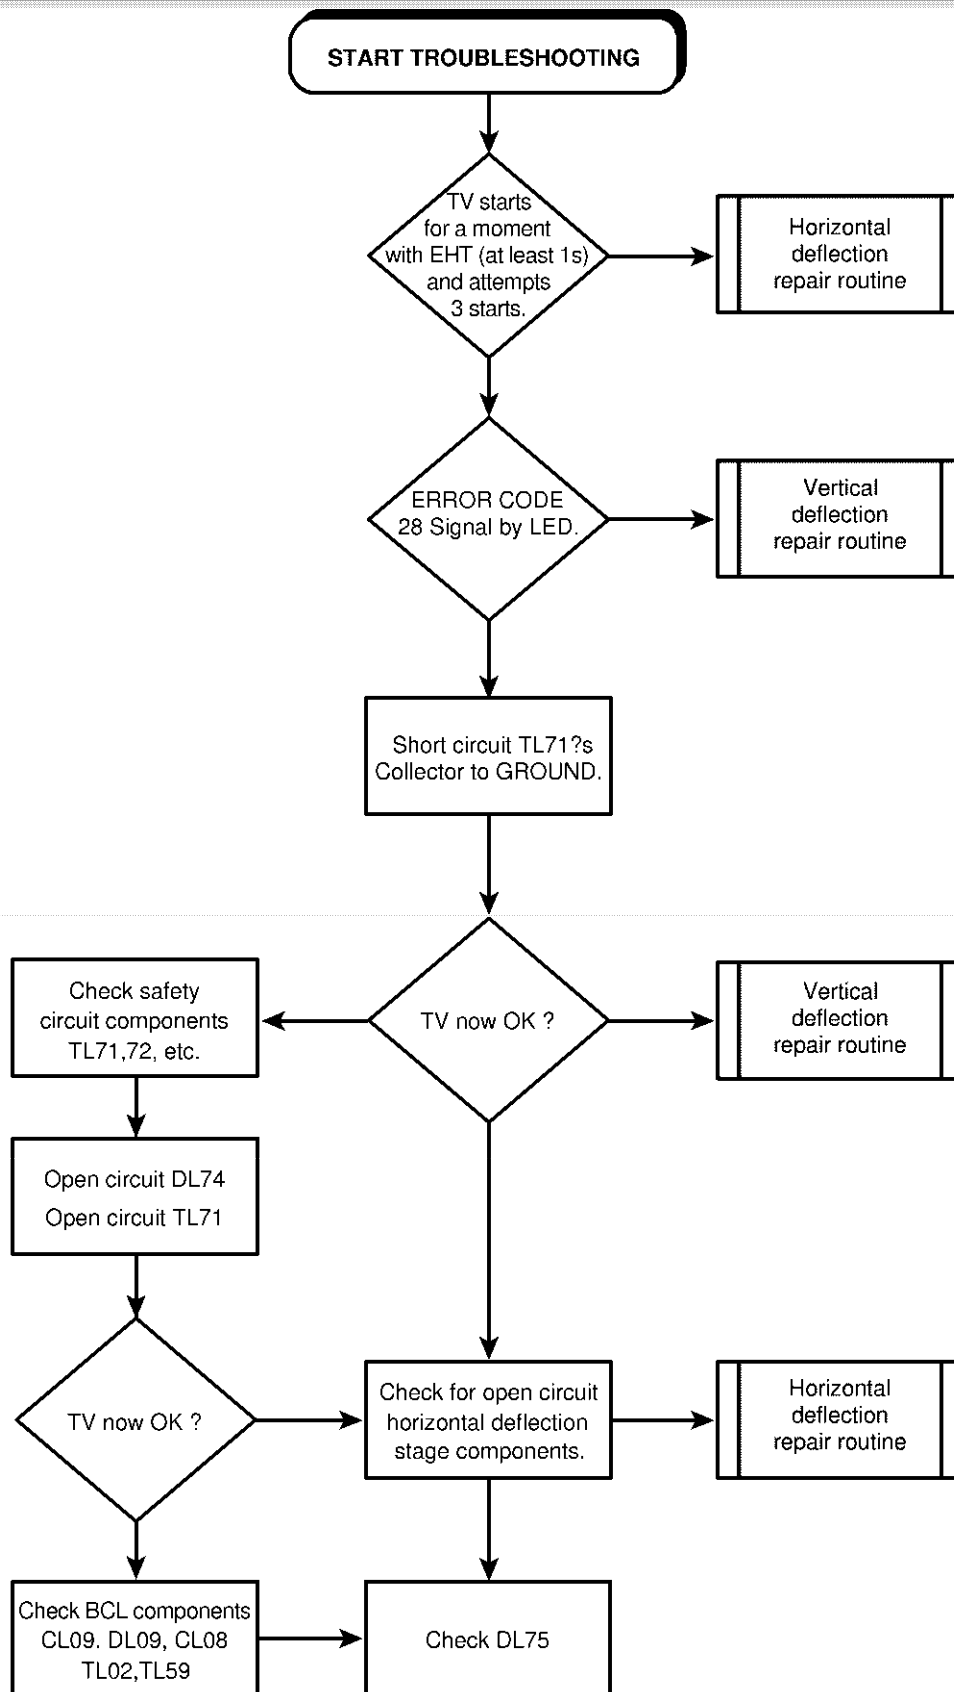 START TROUBLESHOOTING
TV starts
for a moment
with EHT (at least 1s)
and attempts
3 starts.
Horizontal
deflection
repair routine
ERROR CODE
28 Signal by LED.
Vertical
deflection
repair routine
Short circuit TL71?s
Collector to GROUND.
Check safety
circuit components
TL71,72, etc.
TV now OK ?
Vertical
deflection
repair routine
Open circuit DL74
Open circuit TL71
TV now OK ?
Check for open circuit
horizontal deflection
stage components.
Horizontal
deflection
repair routine
Check BCL components
CL09. DL09, CL08
TL02,TL59
Check DL75